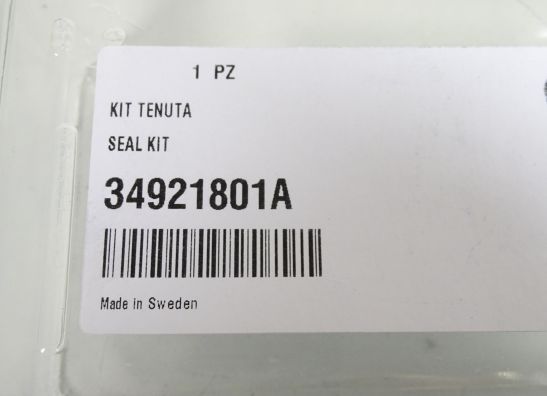 1 PZ
KIT TENUTA
SEAL KIT
34921801A
Made in Sweden